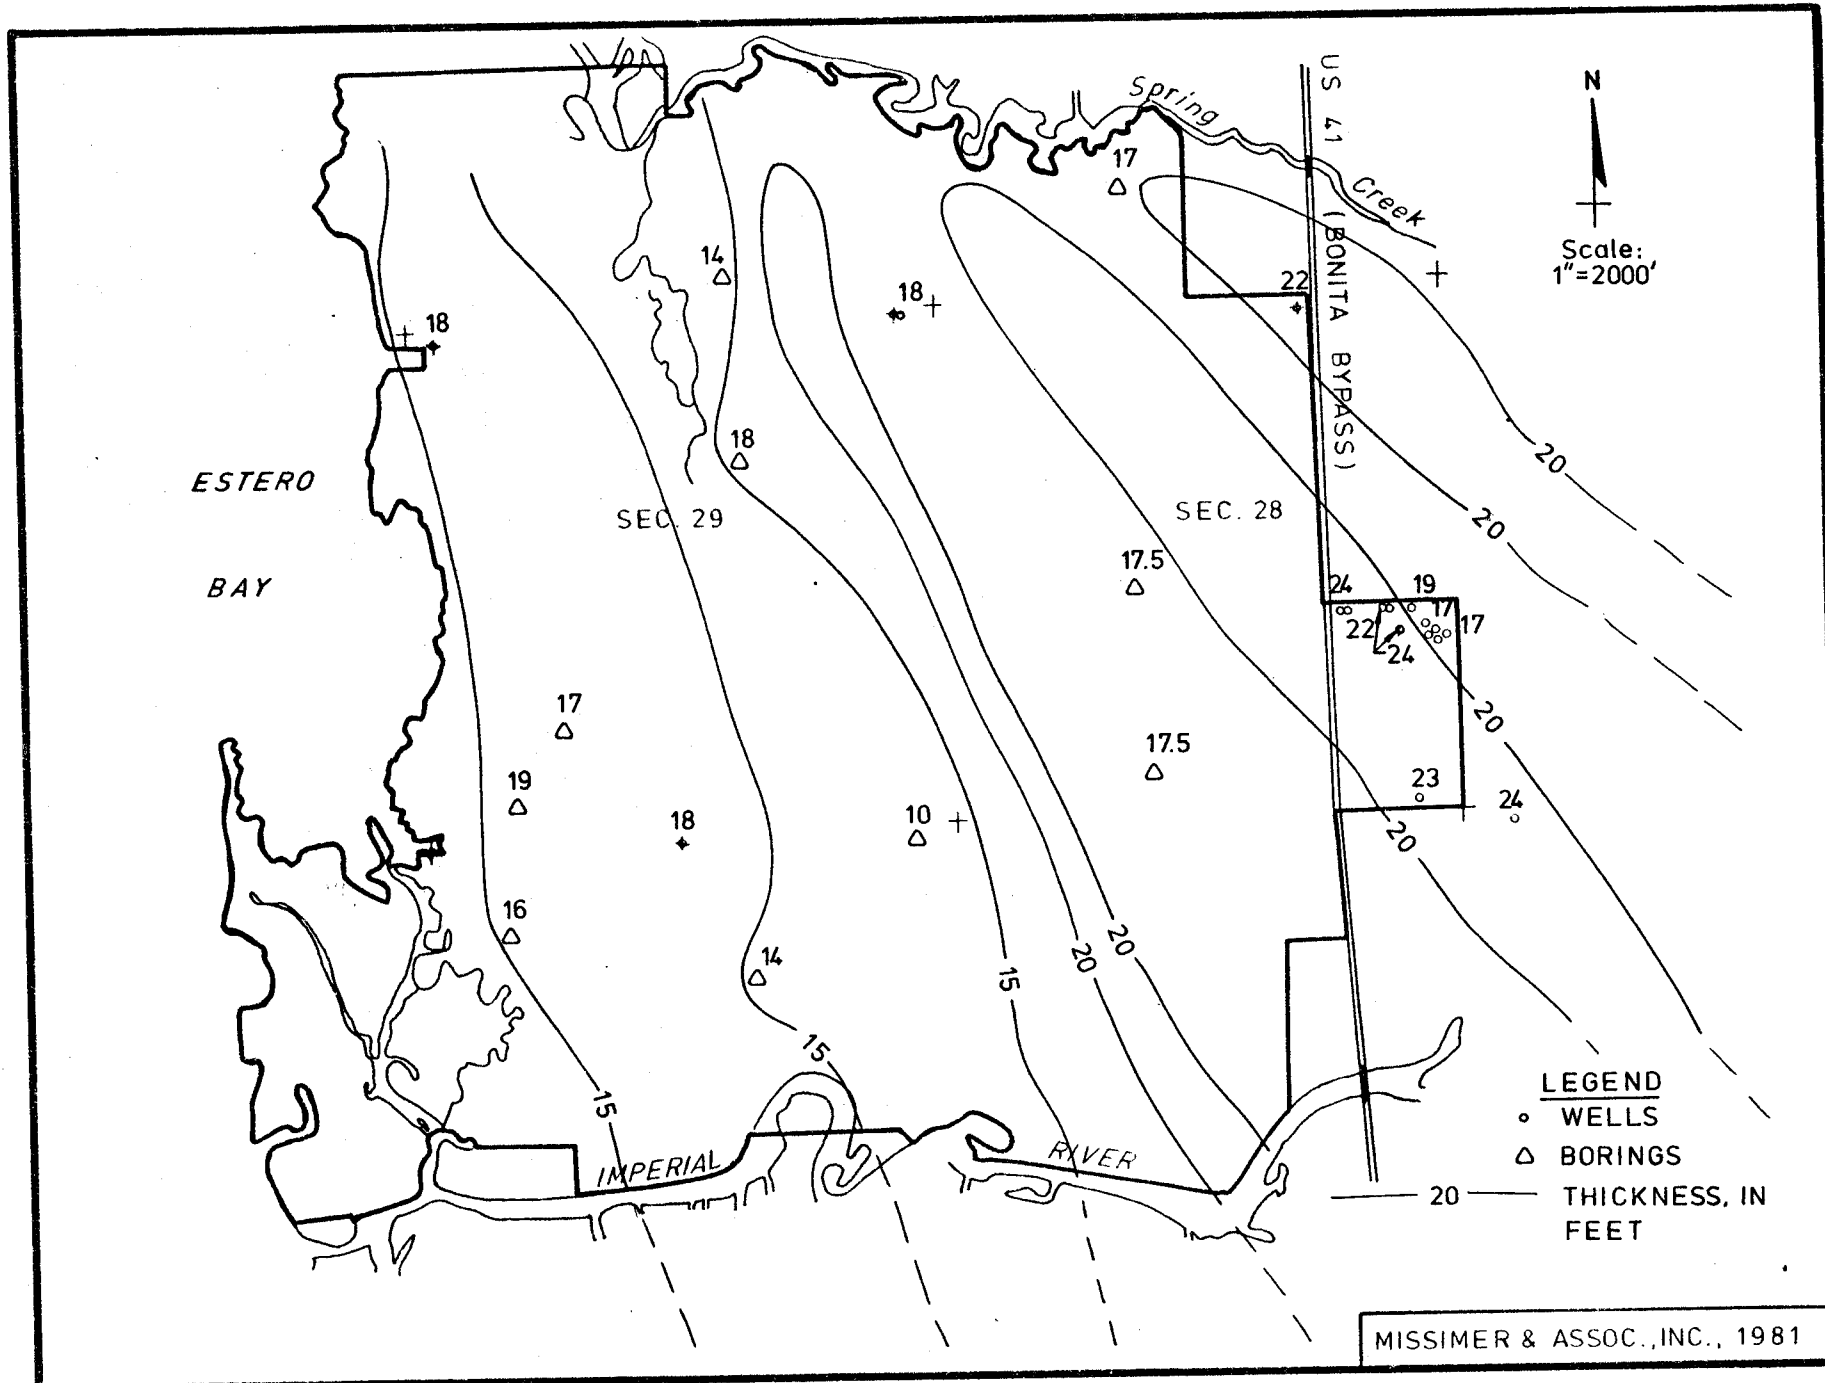 Spring
Creek
US 41 (BONITA BYPASS)
N
Scale:
1"=2000'
17
14
22
18
18
18
20
ESTERO
BAY
SEC. 29
SEC. 28
20
17.5
24
19
17
17
22
24
17
20
17.5
19
23
24
18
10
20
16
14
20
20
15
15
15
IMPERIAL
RIVER
LEGEND
WELLS
BORINGS
20 THICKNESS, IN
FEET
MISSIMER & ASSOC., INC., 1981